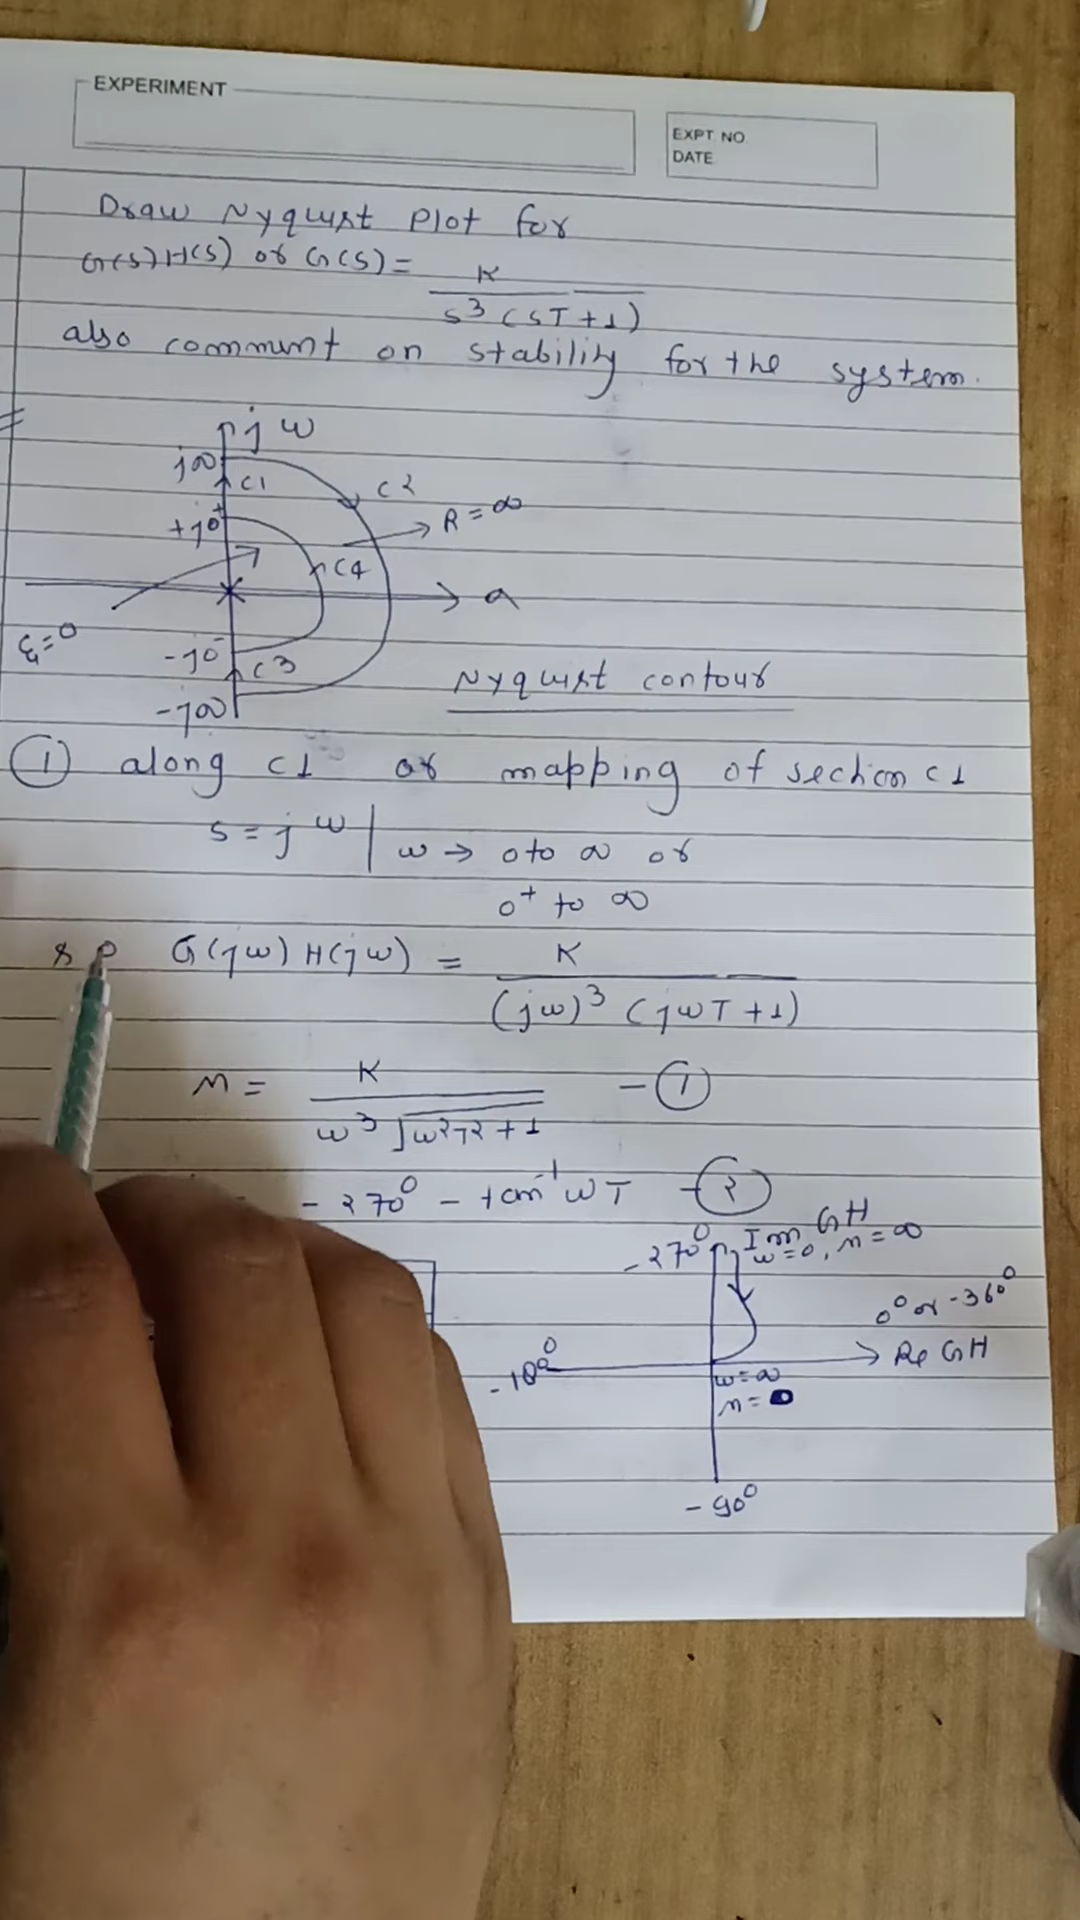 EXPERIMENT
EXPT NO.
DATE
Draw Nyquist Plot for
G(s)H(s) or G(s) = K / s³(sT+1)
also comment on stability for the system.
jω
j∞
C1
C2
+j0⁺
R = ∞
C4
σ
ε=0
-j0⁻
C3
-j∞
Nyquist contour
① along C1 or mapping of section C1
s = jω | ω → 0 to ∞ or
0⁺ to ∞
so G(jω)H(jω) = K / (jω)³(jωT+1)
M = K / ω³√ω²T²+1 - ①
- 270° - tan⁻¹ωT - ②
-270° Im GH
ω=0, M=∞
0° or -360°
-180° Re GH
ω=∞
M=0
-90°